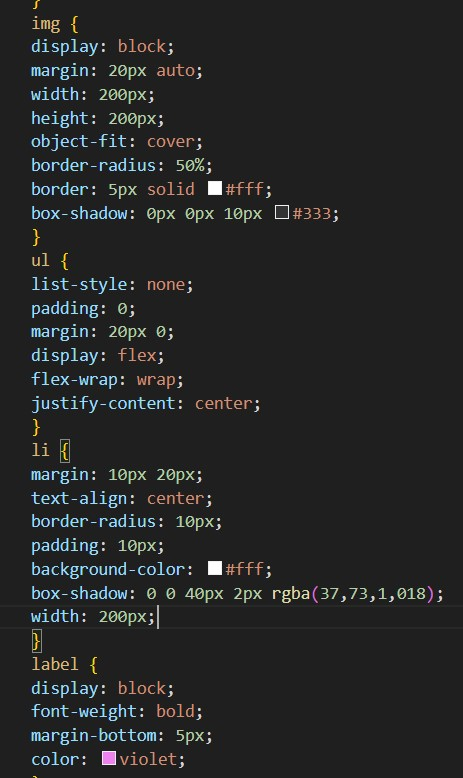 }
img {
display: block;
margin: 20px auto;
width: 200px;
height: 200px;
object-fit: cover;
border-radius: 50%;
border: 5px solid #fff;
box-shadow: 0px 0px 10px #333;
}
ul {
list-style: none;
padding: 0;
margin: 20px 0;
display: flex;
flex-wrap: wrap;
justify-content: center;
}
li {
margin: 10px 20px;
text-align: center;
border-radius: 10px;
padding: 10px;
background-color: #fff;
box-shadow: 0 0 40px 2px rgba(37,73,1,018);
width: 200px;
}
label {
display: block;
font-weight: bold;
margin-bottom: 5px;
color: violet;
}